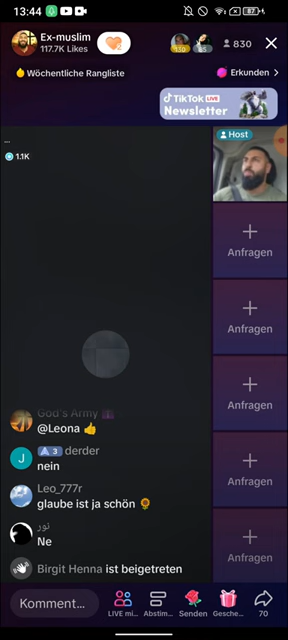 13:44
87
Ex-muslim
117.7K Likes
130
85
830
Wöchentliche Rangliste
Erkunden >
TikTok LIVE
Newsletter
...
1.1K
Host
Anfragen
Anfragen
Anfragen
Anfragen
Anfragen
God's Army
@Leona 👍
3 derder
nein
Leo_777r
glaube ist ja schön 🌻
نور
Ne
Birgit Henna ist beigetreten
Komment...
LIVE mi...
Abstim...
Senden
Gesche...
70